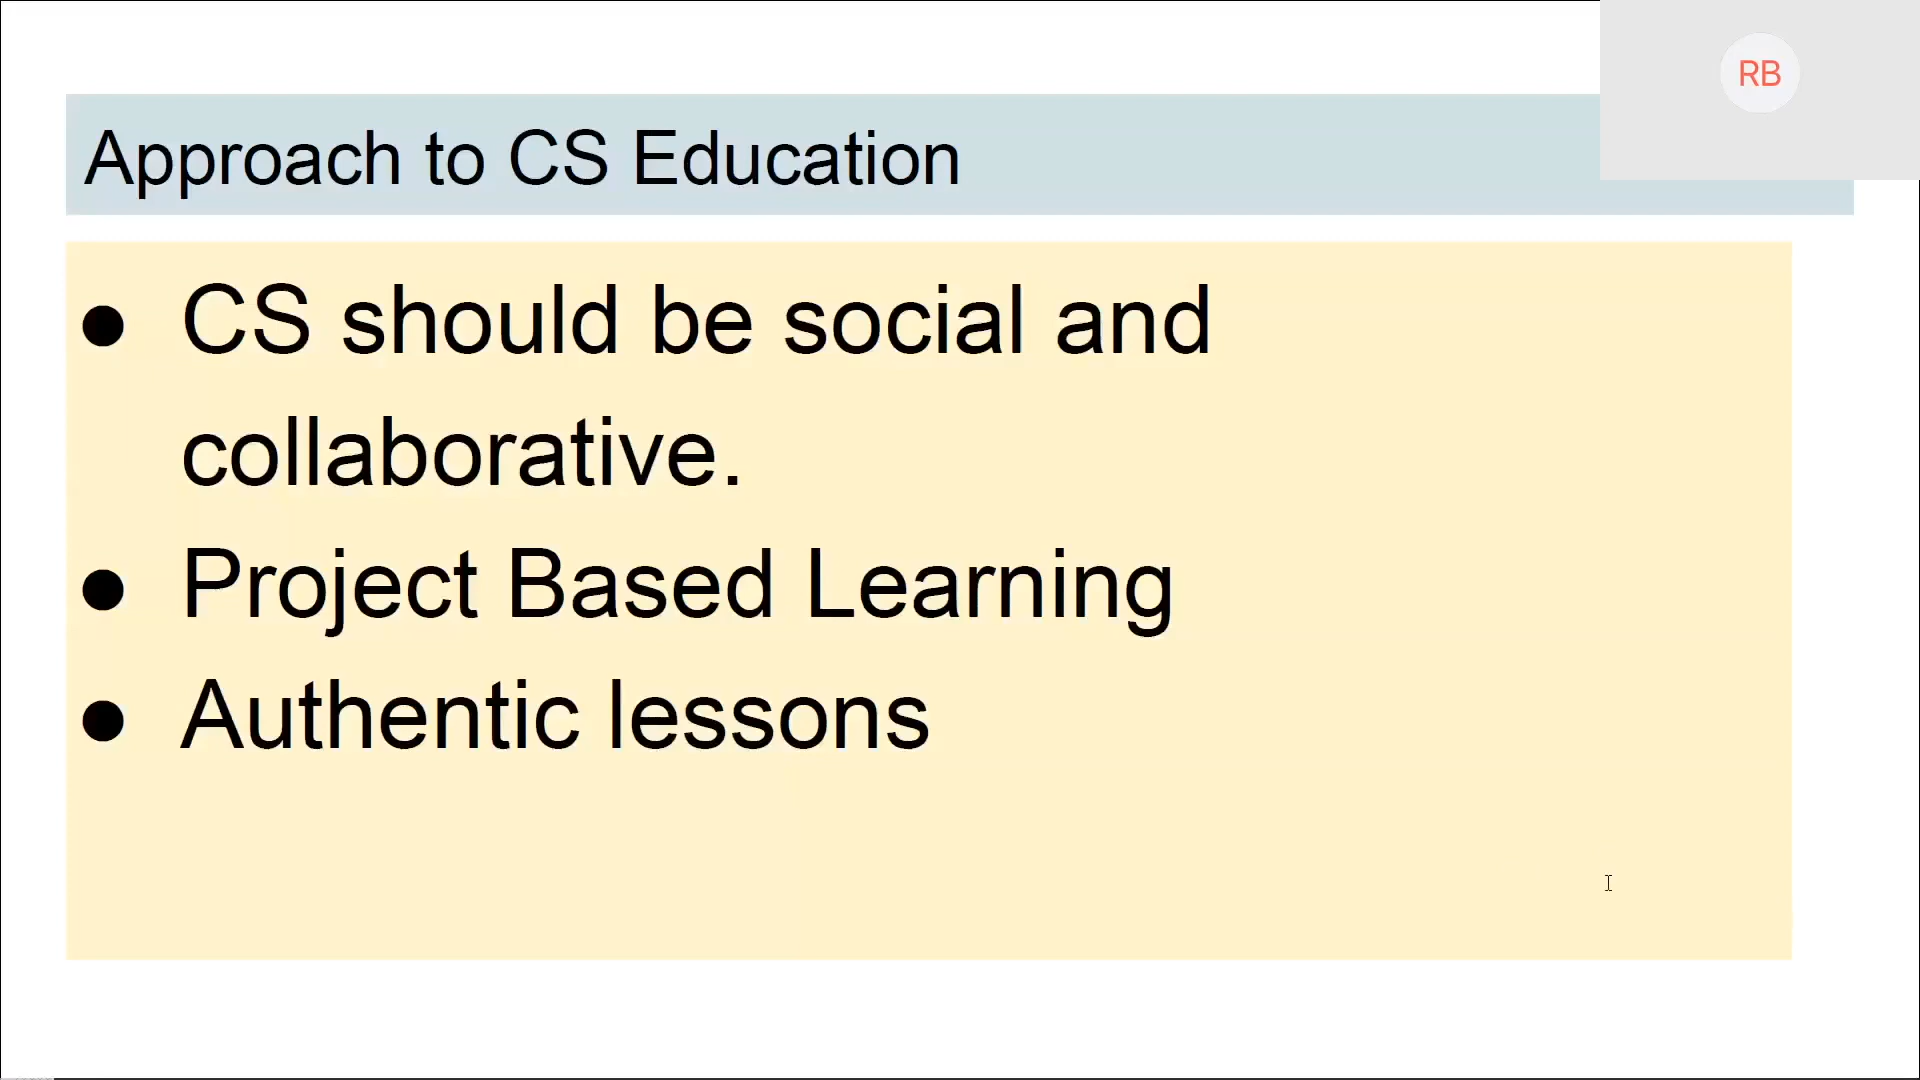 RB
Approach to CS Education
● CS should be social and
collaborative.
● Project Based Learning
● Authentic lessons